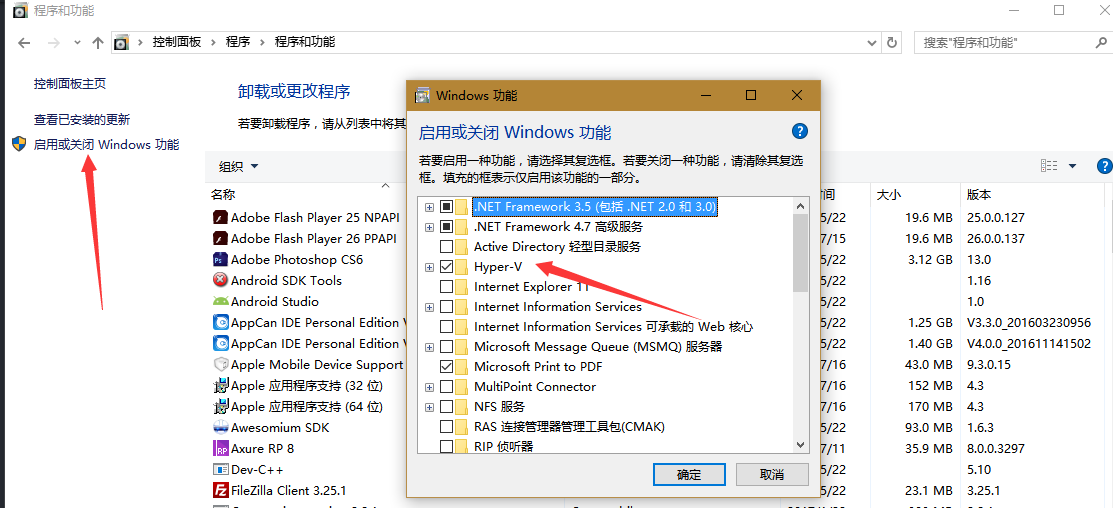 程序和功能
控制面板 › 程序 › 程序和功能
搜索"程序和功能"
控制面板主页
查看已安装的更新
启用或关闭 Windows 功能
卸载或更改程序
若要卸载程序，请从列表中将其
组织
名称
大小
版本
Adobe Flash Player 25 NPAPI 5/22 19.6 MB 25.0.0.127
Adobe Flash Player 26 PPAPI 7/15 19.6 MB 26.0.0.137
Adobe Photoshop CS6 5/22 3.12 GB 13.0
Android SDK Tools 5/22 1.16
Android Studio 5/22 1.0
AppCan IDE Personal Edition 5/22 1.25 GB V3.3.0_201603230956
AppCan IDE Personal Edition 5/22 1.40 GB V4.0.0_201611141502
Apple Mobile Device Support 7/16 43.0 MB 9.3.0.15
Apple 应用程序支持 (32 位) 7/16 152 MB 4.3
Apple 应用程序支持 (64 位) 7/16 170 MB 4.3
Awesomium SDK 5/22 93.0 MB 1.6.3
Axure RP 8 7/11 35.9 MB 8.0.0.3297
Dev-C++ 5/22 5.10
FileZilla Client 3.25.1 5/22 23.1 MB 3.25.1
Windows 功能
启用或关闭 Windows 功能
若要启用一种功能，请选择其复选框。若要关闭一种功能，请清除其复选
框。填充的框表示仅启用该功能的一部分。
.NET Framework 3.5 (包括 .NET 2.0 和 3.0)
.NET Framework 4.7 高级服务
Active Directory 轻型目录服务
Hyper-V
Internet Explorer 11
Internet Information Services
Internet Information Services 可承载的 Web 核心
Microsoft Message Queue (MSMQ) 服务器
Microsoft Print to PDF
MultiPoint Connector
NFS 服务
RAS 连接管理器管理工具包(CMAK)
RIP 侦听器
确定
取消